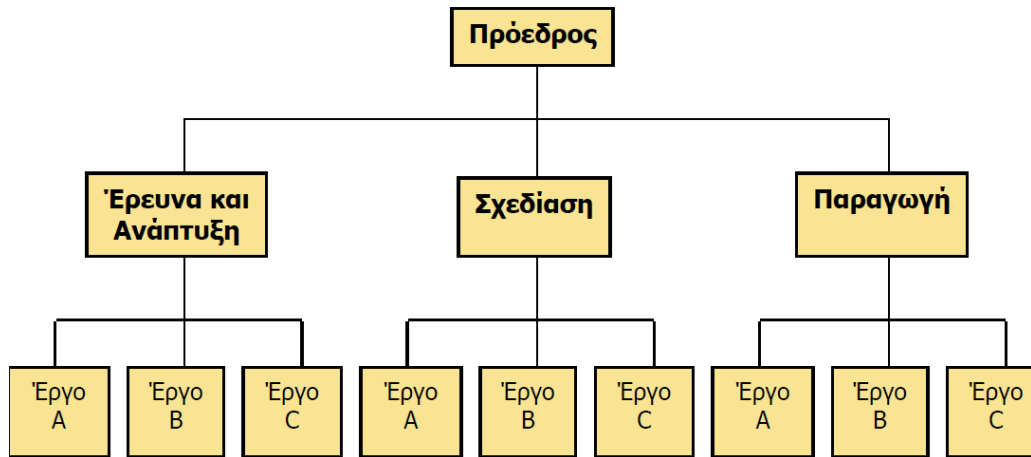 Πρόεδρος
Έρευνα και
Ανάπτυξη
Σχεδίαση
Παραγωγή
Έργο
A
Έργο
B
Έργο
C
Έργο
A
Έργο
B
Έργο
C
Έργο
A
Έργο
B
Έργο
C